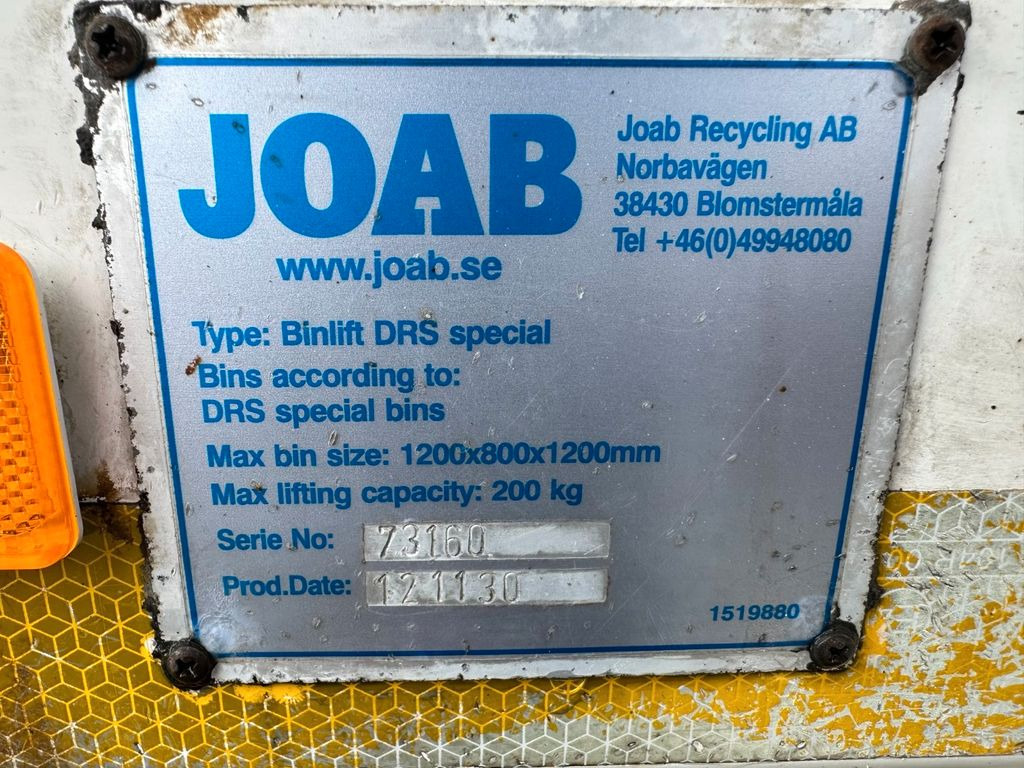 JOAB
www.joab.se
Joab Recycling AB
Norbavägen
38430 Blomstermåla
Tel +46(0)49948080
Type: Binlift DRS special
Bins according to:
DRS special bins
Max bin size: 1200x800x1200mm
Max lifting capacity: 200 kg
Serie No: 73160
Prod.Date: 121130
1519880